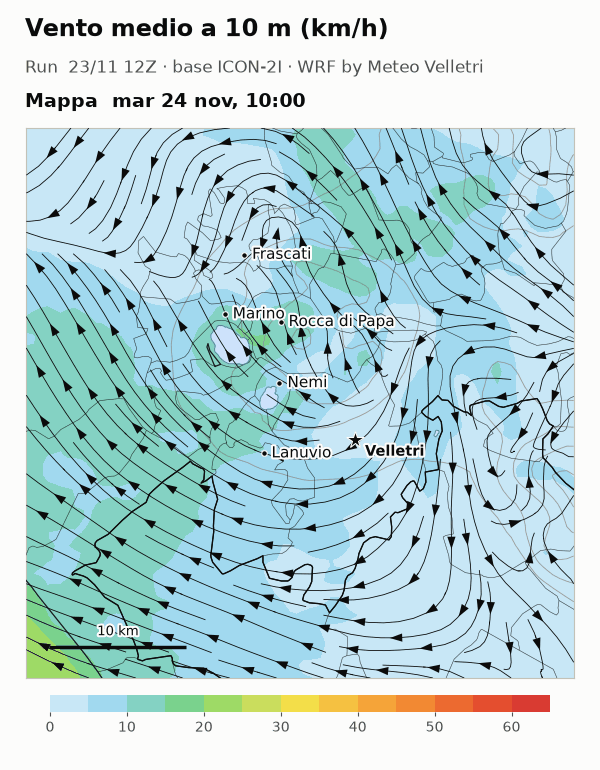 Vento medio a 10 m (km/h)
Run  23/11 12Z · base ICON-2I · WRF by Meteo Velletri
Mappa  mar 24 nov, 10:00
Frascati
Marino
Rocca di Papa
Nemi
Velletri
Lanuvio
10 km
0 10 20 30 40 50 60